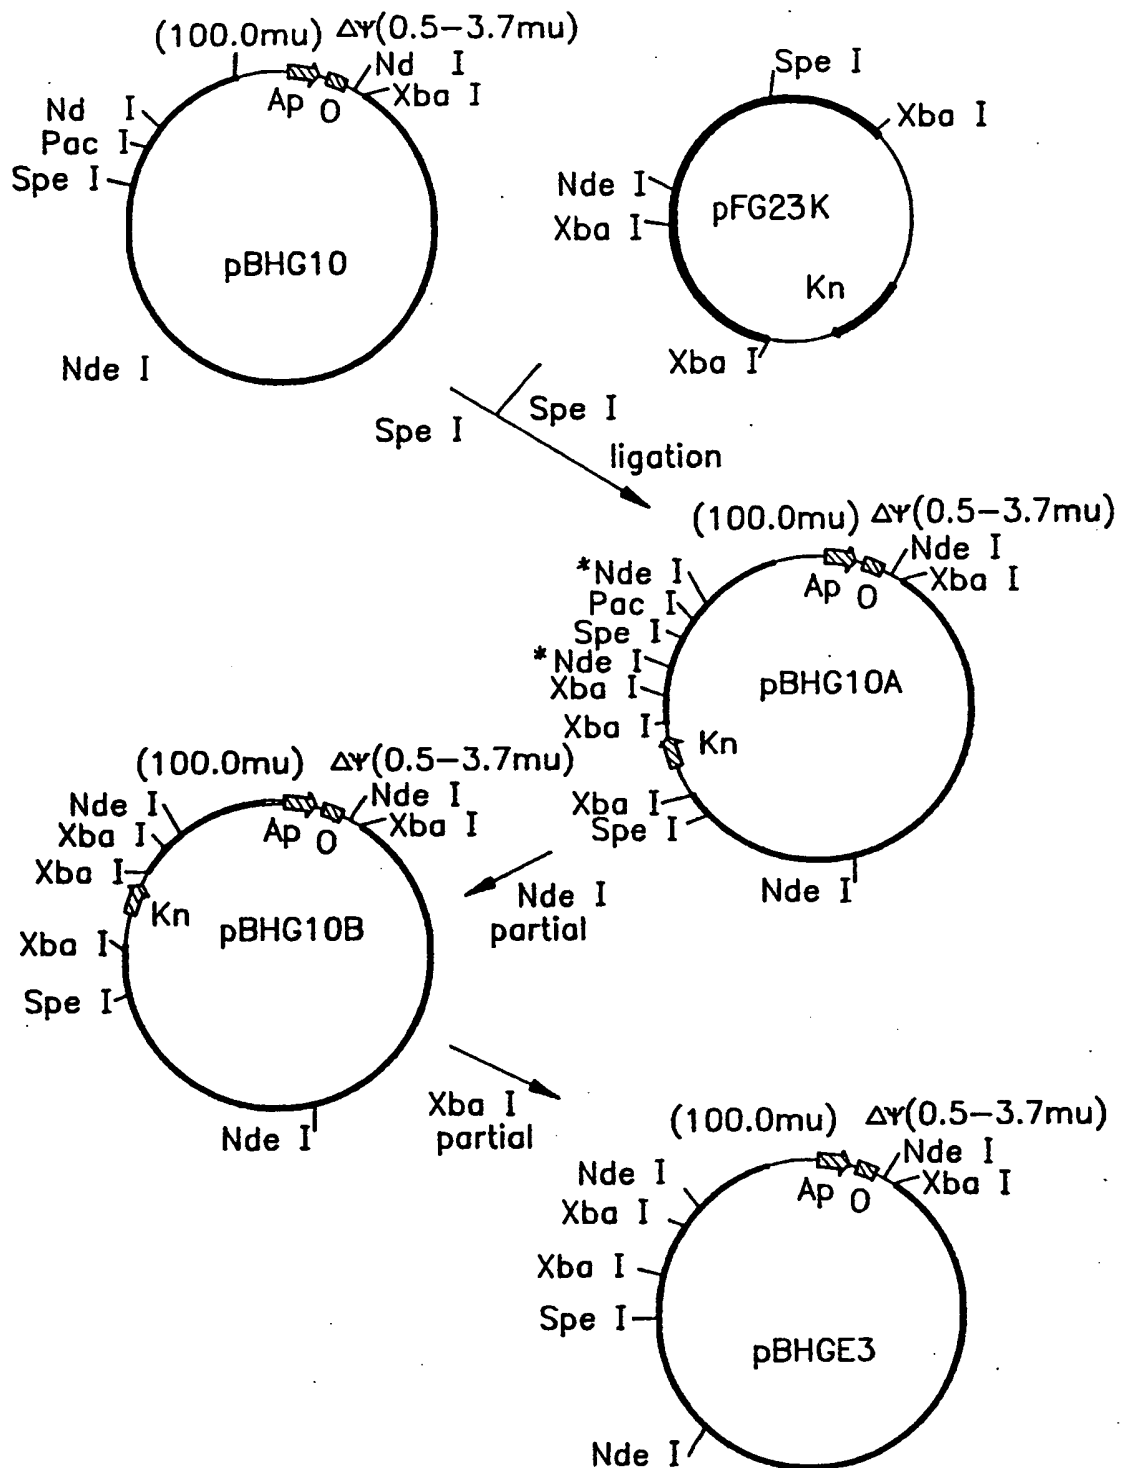 (100.0mu) ΔΨ(0.5–3.7mu)
Nd I
Pac I
Spe I
Ap O
Nd I
Xba I
pBHG10
Nde I
Spe I
Xba I
Nde I
Xba I
pFG23K
Kn
Xba I
Spe I
Spe I
ligation
(100.0mu) ΔΨ(0.5–3.7mu)
*Nde I
Pac I
Spe I
*Nde I
Xba I
Xba I
Kn
Xba I
Spe I
Ap O
Nde I
Xba I
pBHG10A
Nde I
Nde I
partial
(100.0mu) ΔΨ(0.5–3.7mu)
Nde I
Xba I
Xba I
Kn
Xba I
Spe I
Ap O
Nde I
Xba I
pBHG10B
Nde I
Xba I
partial
(100.0mu) ΔΨ(0.5–3.7mu)
Nde I
Xba I
Xba I
Spe I
Ap O
Nde I
Xba I
pBHGE3
Nde I